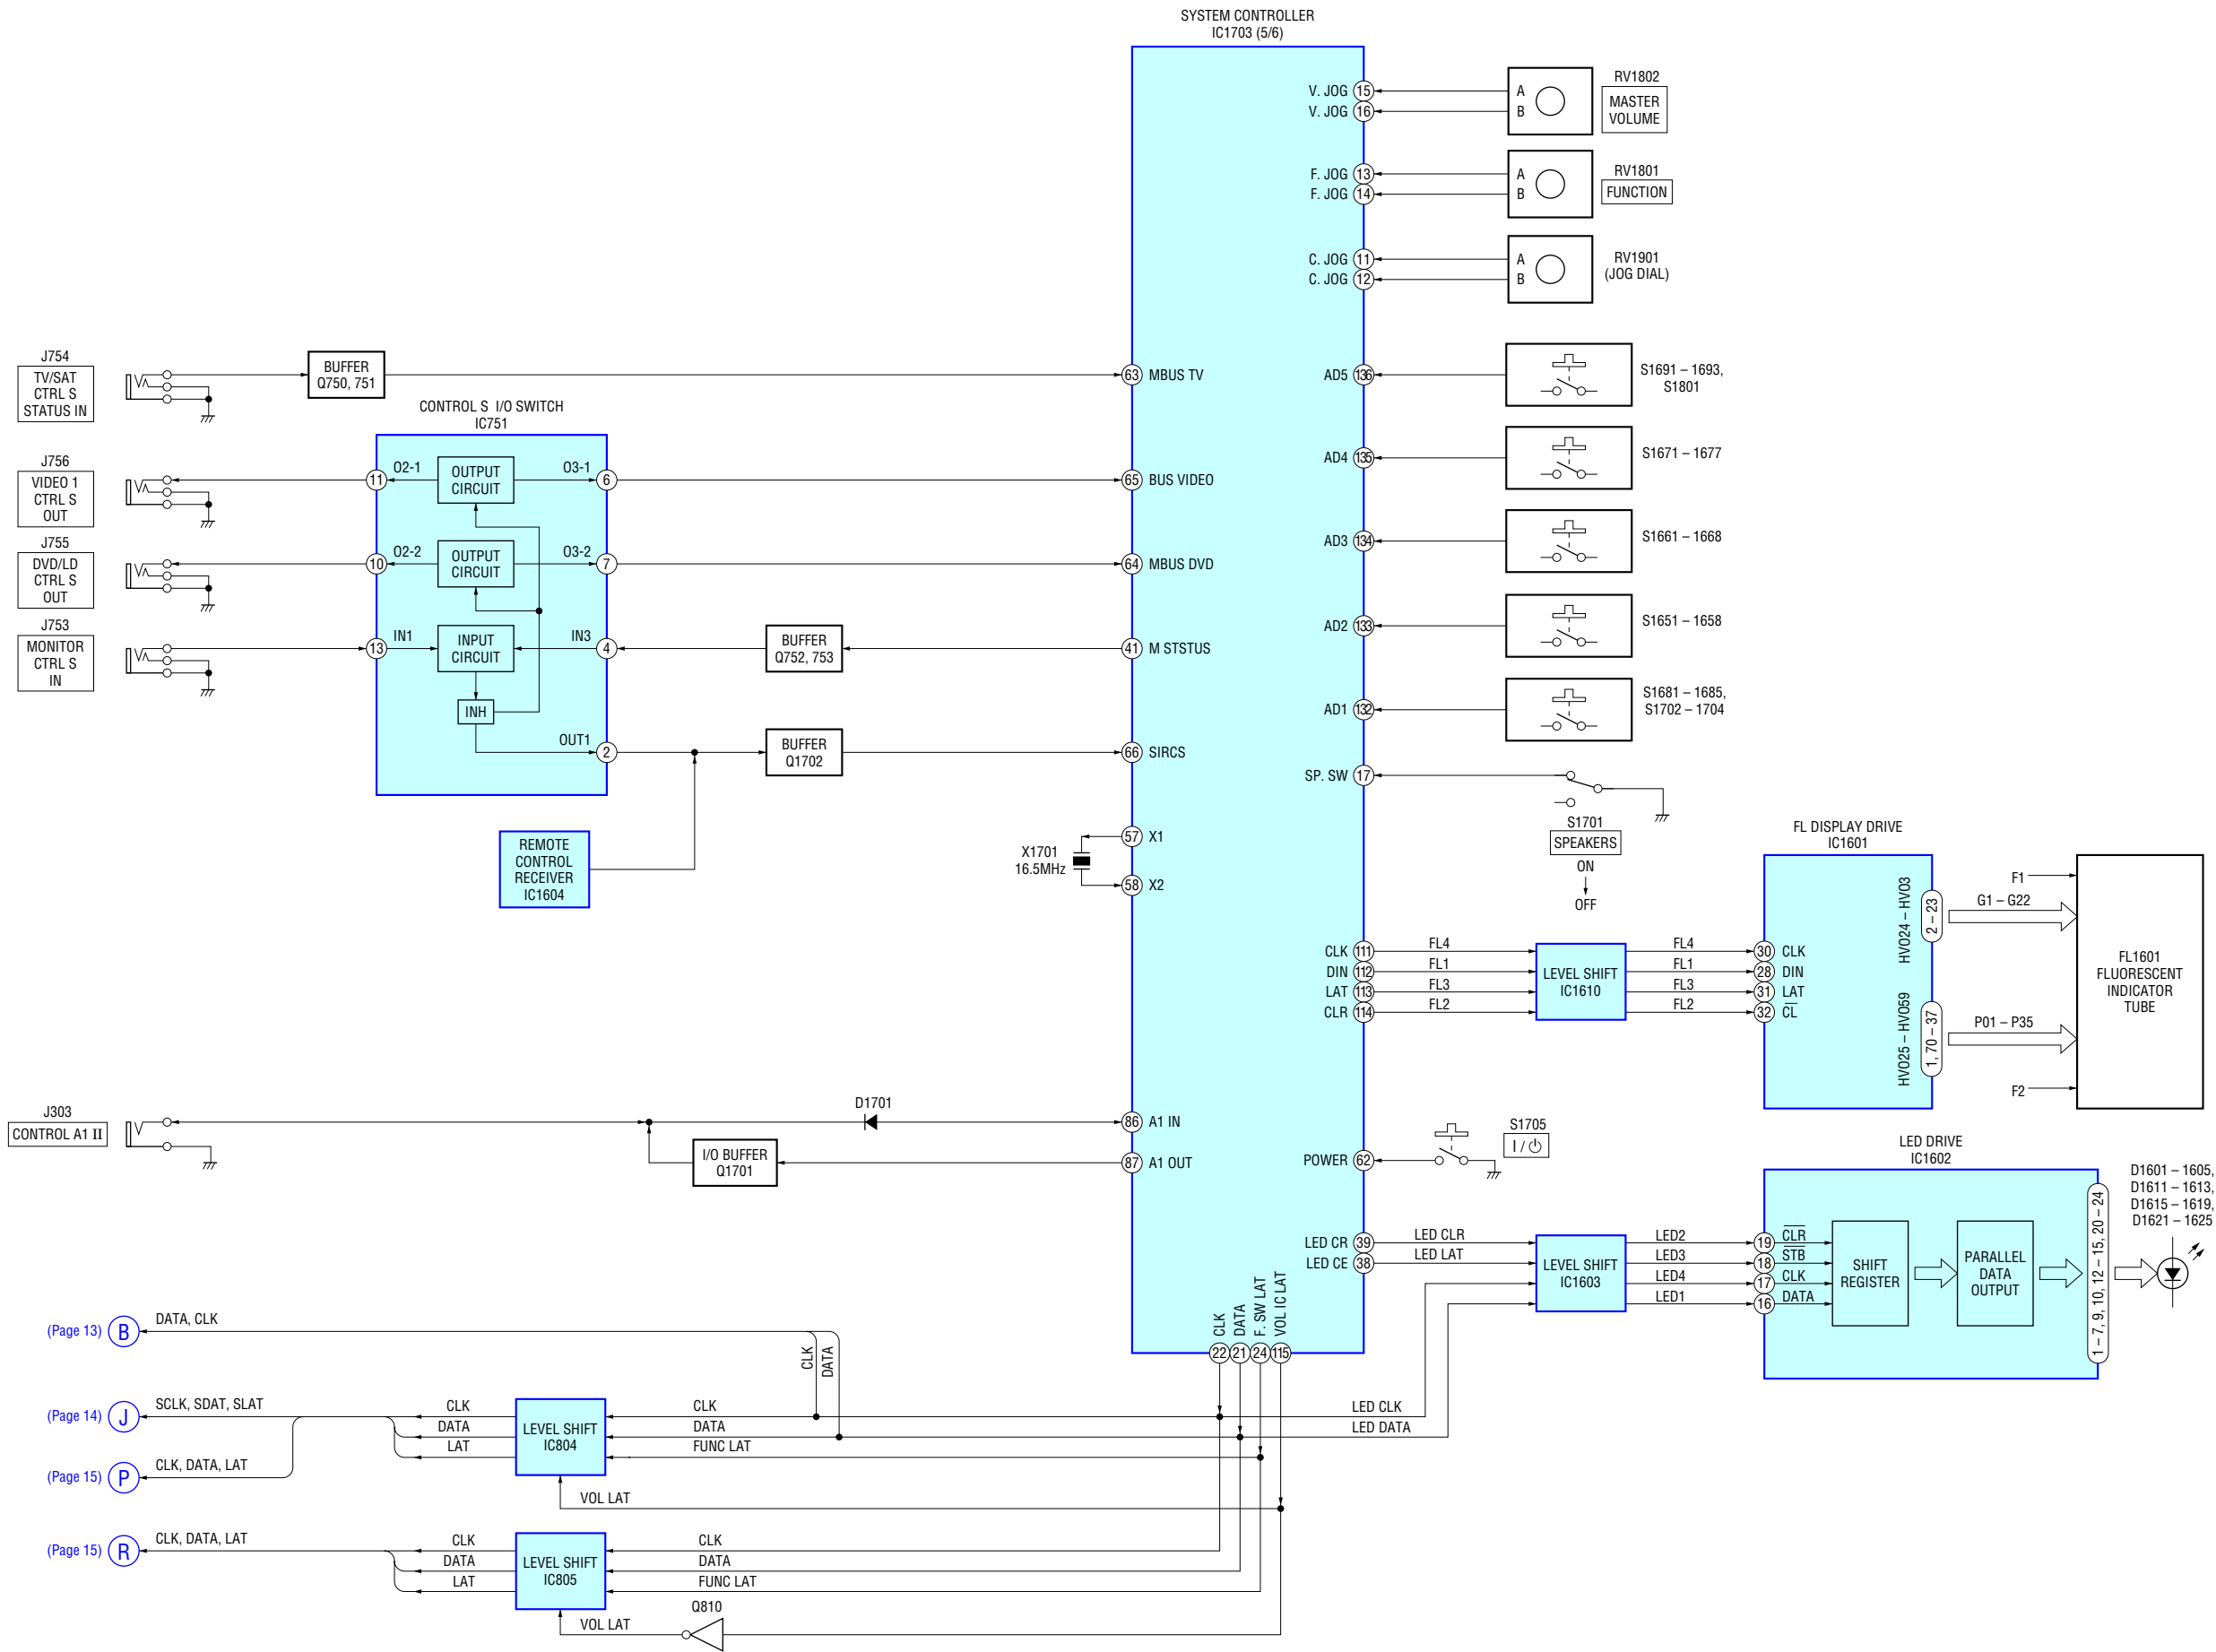 SYSTEM CONTROLLER
IC1703 (5/6)
V. JOG 15
V. JOG 16
A
B
RV1802
MASTER
VOLUME
F. JOG 13
F. JOG 14
A
B
RV1801
FUNCTION
C. JOG 11
C. JOG 12
A
B
RV1901
(JOG DIAL)
J754
TV/SAT
CTRL S
STATUS IN
BUFFER
Q750, 751
63 MBUS TV
AD5 136
S1691 – 1693,
S1801
CONTROL S I/O SWITCH
IC751
J756
VIDEO 1
CTRL S
OUT
11 O2-1
OUTPUT
CIRCUIT
O3-1 6
65 BUS VIDEO
AD4 135
S1671 – 1677
J755
DVD/LD
CTRL S
OUT
10 O2-2
OUTPUT
CIRCUIT
O3-2 7
64 MBUS DVD
AD3 134
S1661 – 1668
J753
MONITOR
CTRL S
IN
13 IN1
INPUT
CIRCUIT
IN3 4
BUFFER
Q752, 753
41 M STSTUS
AD2 133
S1651 – 1658
INH
OUT1 2
BUFFER
Q1702
66 SIRCS
AD1 132
S1681 – 1685,
S1702 – 1704
SP. SW 17
S1701
SPEAKERS
ON
OFF
REMOTE
CONTROL
RECEIVER
IC1604
X1701
16.5MHz
57 X1
58 X2
FL DISPLAY DRIVE
IC1601
CLK 111
DIN 112
LAT 113
CLR 114
FL4
FL1
FL3
FL2
LEVEL SHIFT
IC1610
FL4
FL1
FL3
FL2
30 CLK
28 DIN
31 LAT
32 CL
HVO24 – HVO3
2 – 23
HVO25 – HVO59
1, 70 – 37
F1
G1 – G22
P01 – P35
F2
FL1601
FLUORESCENT
INDICATOR
TUBE
J303
CONTROL A1 II
D1701
I/O BUFFER
Q1701
86 A1 IN
87 A1 OUT
POWER 62
S1705
I /
LED DRIVE
IC1602
LED CR 39
LED CE 38
LED CLR
LED LAT
LEVEL SHIFT
IC1603
LED2
LED3
LED4
LED1
19 CLR
18 STB
17 CLK
16 DATA
SHIFT
REGISTER
PARALLEL
DATA
OUTPUT
1 – 7, 9, 10, 12 – 15, 20 – 24
D1601 – 1605,
D1611 – 1613,
D1615 – 1619,
D1621 – 1625
CLK
DATA
F. SW LAT
VOL IC LAT
22 21 24 115
(Page 13) B
DATA, CLK
CLK
DATA
(Page 14) J
SCLK, SDAT, SLAT
CLK
DATA
LAT
LEVEL SHIFT
IC804
CLK
DATA
FUNC LAT
LED CLK
LED DATA
(Page 15) P
CLK, DATA, LAT
VOL LAT
(Page 15) R
CLK, DATA, LAT
CLK
DATA
LAT
LEVEL SHIFT
IC805
CLK
DATA
FUNC LAT
Q810
VOL LAT